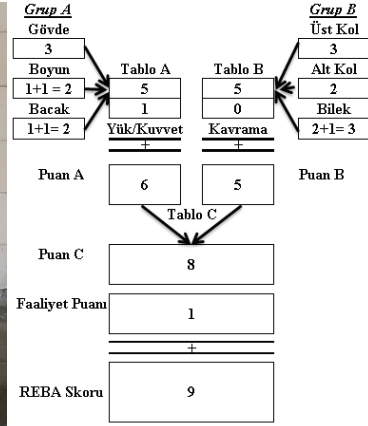 Grup A Grup B
Gövde Üst Kol
3 3
Boyun Tablo A Tablo B Alt Kol
1+1 = 2 5 5 2
Bacak 1 0 Bilek
1+1= 2 Yük/Kuvvet Kavrama 2+1= 3
+ +
Puan A 6 5 Puan B
Tablo C
Puan C 8
Faaliyet Puanı 1
+
REBA Skoru 9